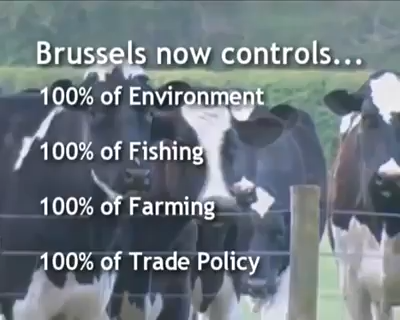 Brussels now controls...
100% of Environment
100% of Fishing
100% of Farming
100% of Trade Policy